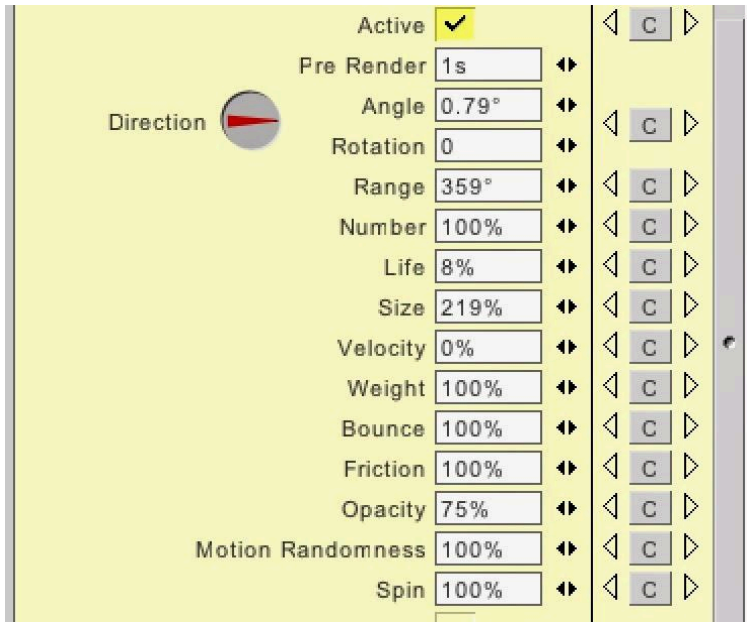 Active C
Pre Render 1s
Direction Angle 0.79° C
Rotation 0
Range 359° C
Number 100% C
Life 8% C
Size 219% C
Velocity 0% C
Weight 100% C
Bounce 100% C
Friction 100% C
Opacity 75% C
Motion Randomness 100% C
Spin 100% C